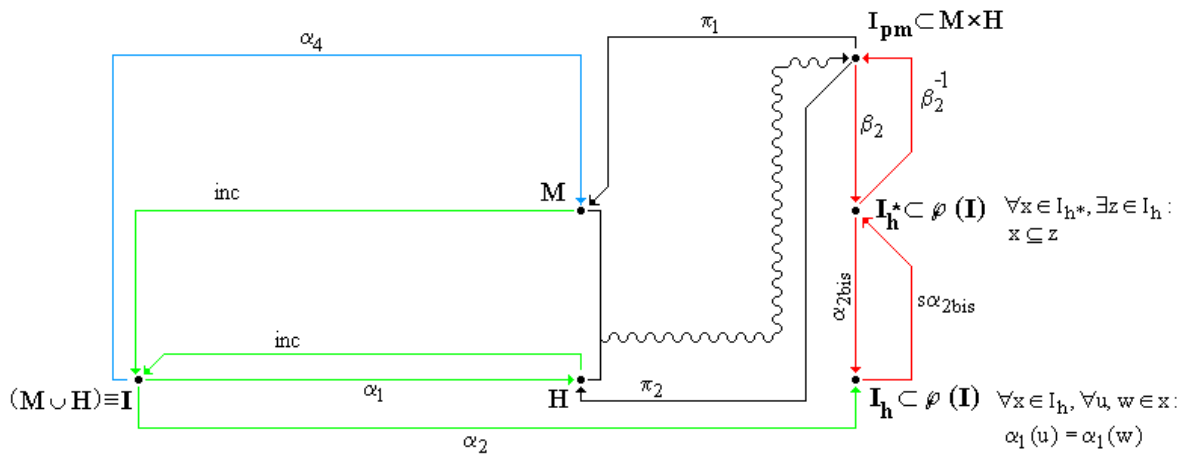 π₁
I_pm ⊂ M × H
α₄
β₂⁻¹
β₂
inc
M
I_h* ⊂ ℘ (I)
∀x ∈ I_h*, ∃z ∈ I_h :
x ⊆ z
α₂bis
sα₂bis
inc
(M ∪ H) ≡ I
α₁
H
π₂
I_h ⊂ ℘ (I)
∀x ∈ I_h, ∀u, w ∈ x :
α₁(u) = α₁(w)
α₂